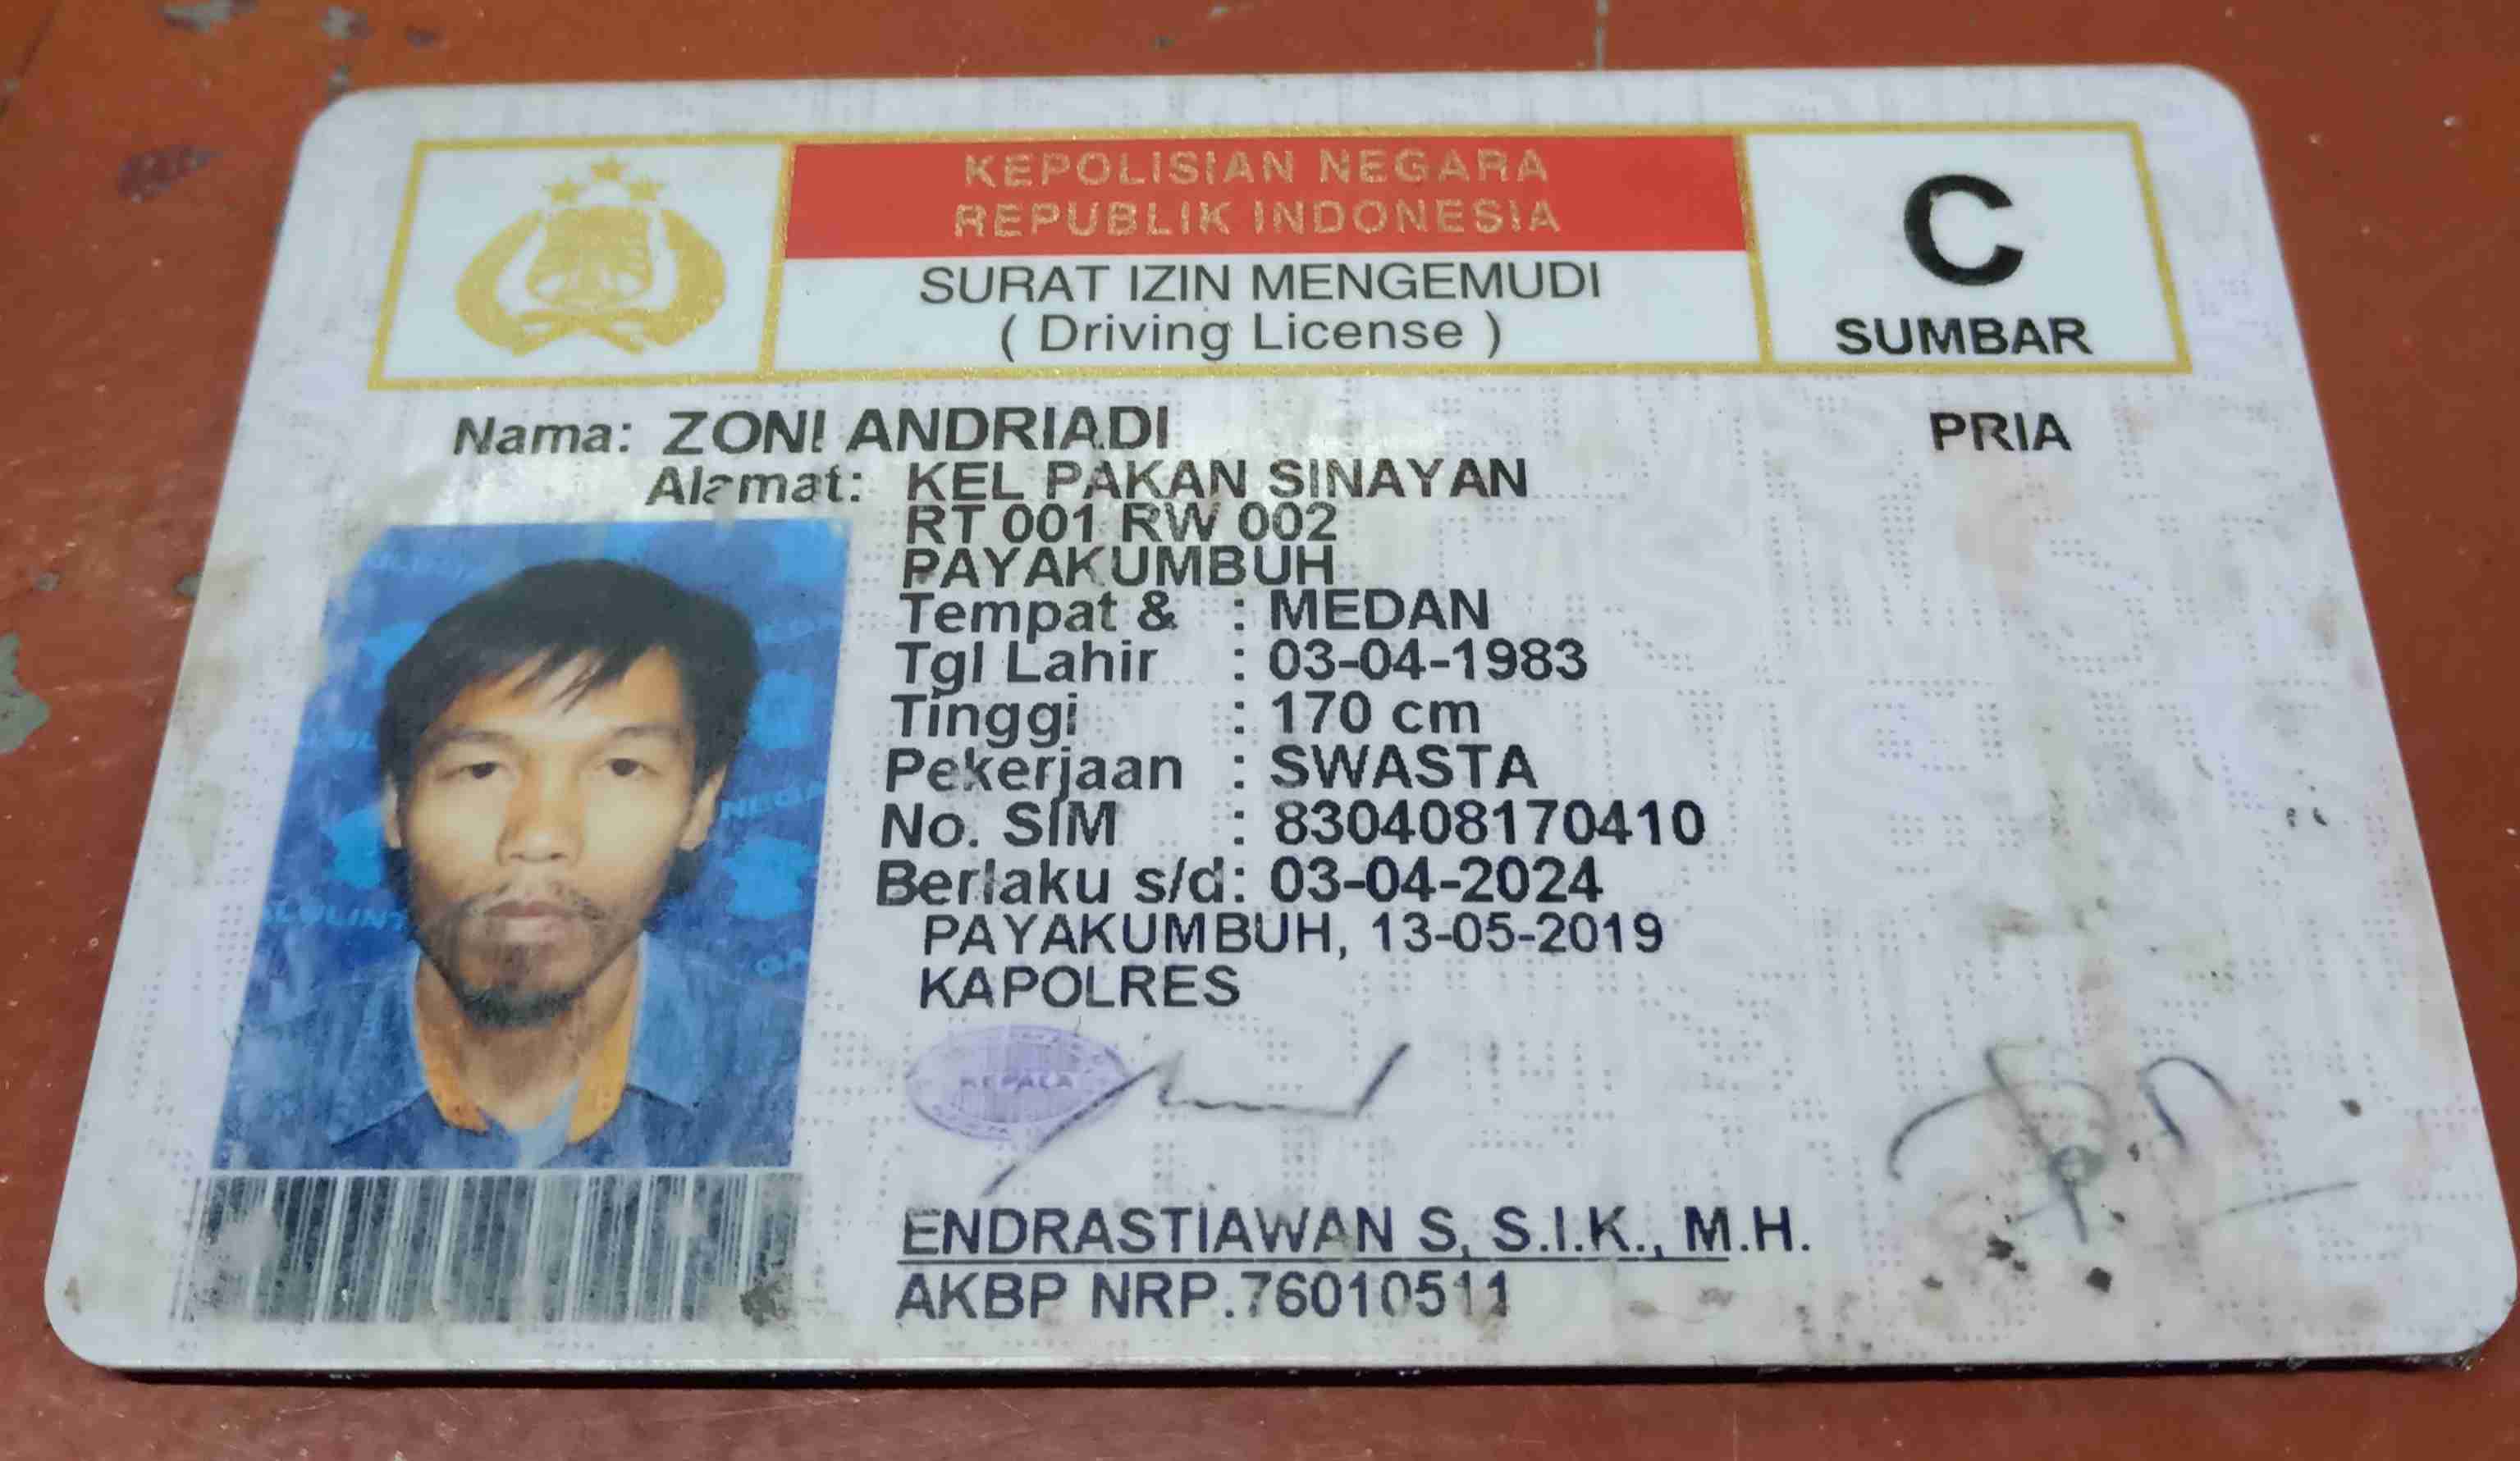 KEPOLISIAN NEGARA
REPUBLIK INDONESIA
SURAT IZIN MENGEMUDI
( Driving License )
C
SUMBAR
Nama: ZONI ANDRIADI
PRIA
Alamat: KEL PAKAN SINAYAN
RT 001 RW 002
PAYAKUMBUH
Tempat & : MEDAN
Tgl Lahir : 03-04-1983
Tinggi : 170 cm
Pekerjaan : SWASTA
No. SIM : 830408170410
Berlaku s/d: 03-04-2024
PAYAKUMBUH, 13-05-2019
KAPOLRES
KEPALA
ENDRASTIAWAN S, S.I.K., M.H.
AKBP NRP.76010511